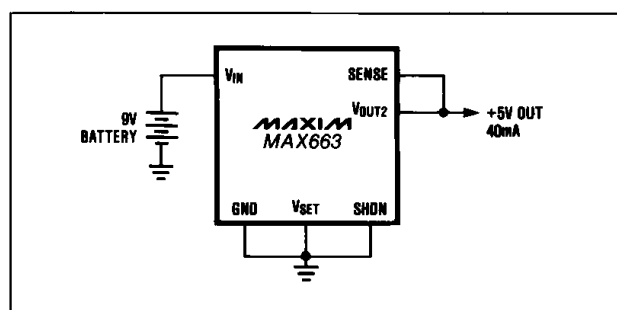 VIN
SENSE
9V
BATTERY
MAXIM
MAX663
VOUT2
+5V OUT
40mA
GND
VSET
SHDN